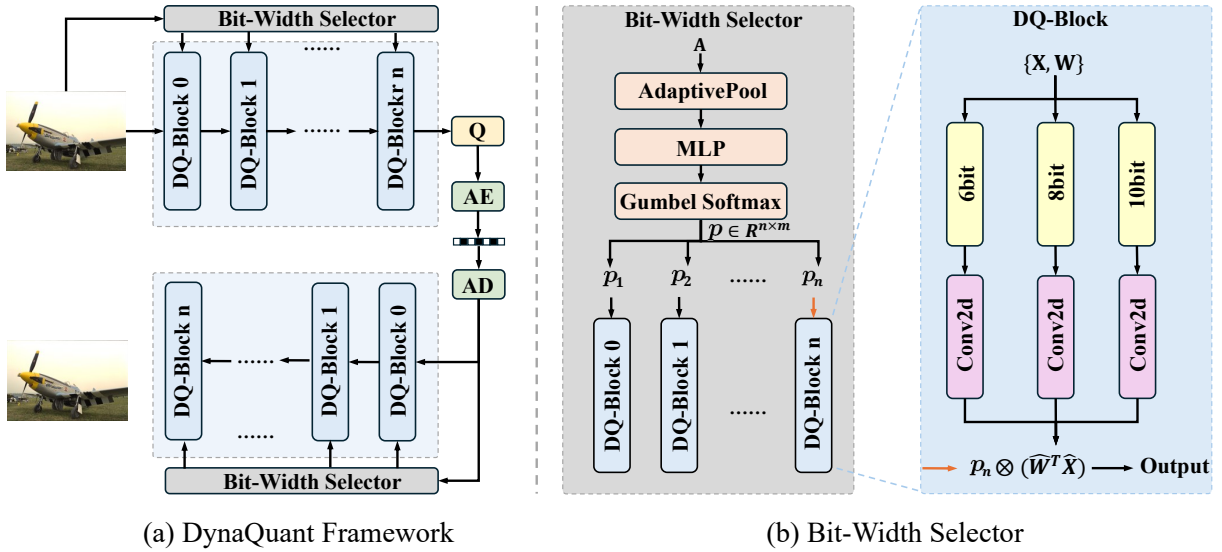 Bit-Width Selector
......
DQ-Block 0
DQ-Block 1
......
DQ-Blockr n
Q
AE
AD
DQ-Block n
......
DQ-Block 1
DQ-Block 0
......
Bit-Width Selector
(a) DynaQuant Framework
Bit-Width Selector
A
AdaptivePool
MLP
Gumbel Softmax
p ∈ R^{n×m}
p_1
p_2
......
p_n
DQ-Block 0
DQ-Block 1
......
DQ-Block n
DQ-Block
{X, W}
6bit
8bit
10bit
Conv2d
Conv2d
Conv2d
p_n ⊗ (\widehat{W}^T \widehat{X})
Output
(b) Bit-Width Selector